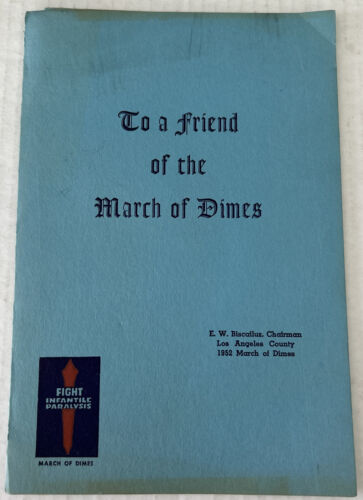 To a Friend
of the
March of Dimes
E. W. Biscailuz, Chairman
Los Angeles County
1952 March of Dimes
FIGHT
INFANTILE
PARALYSIS
MARCH OF DIMES